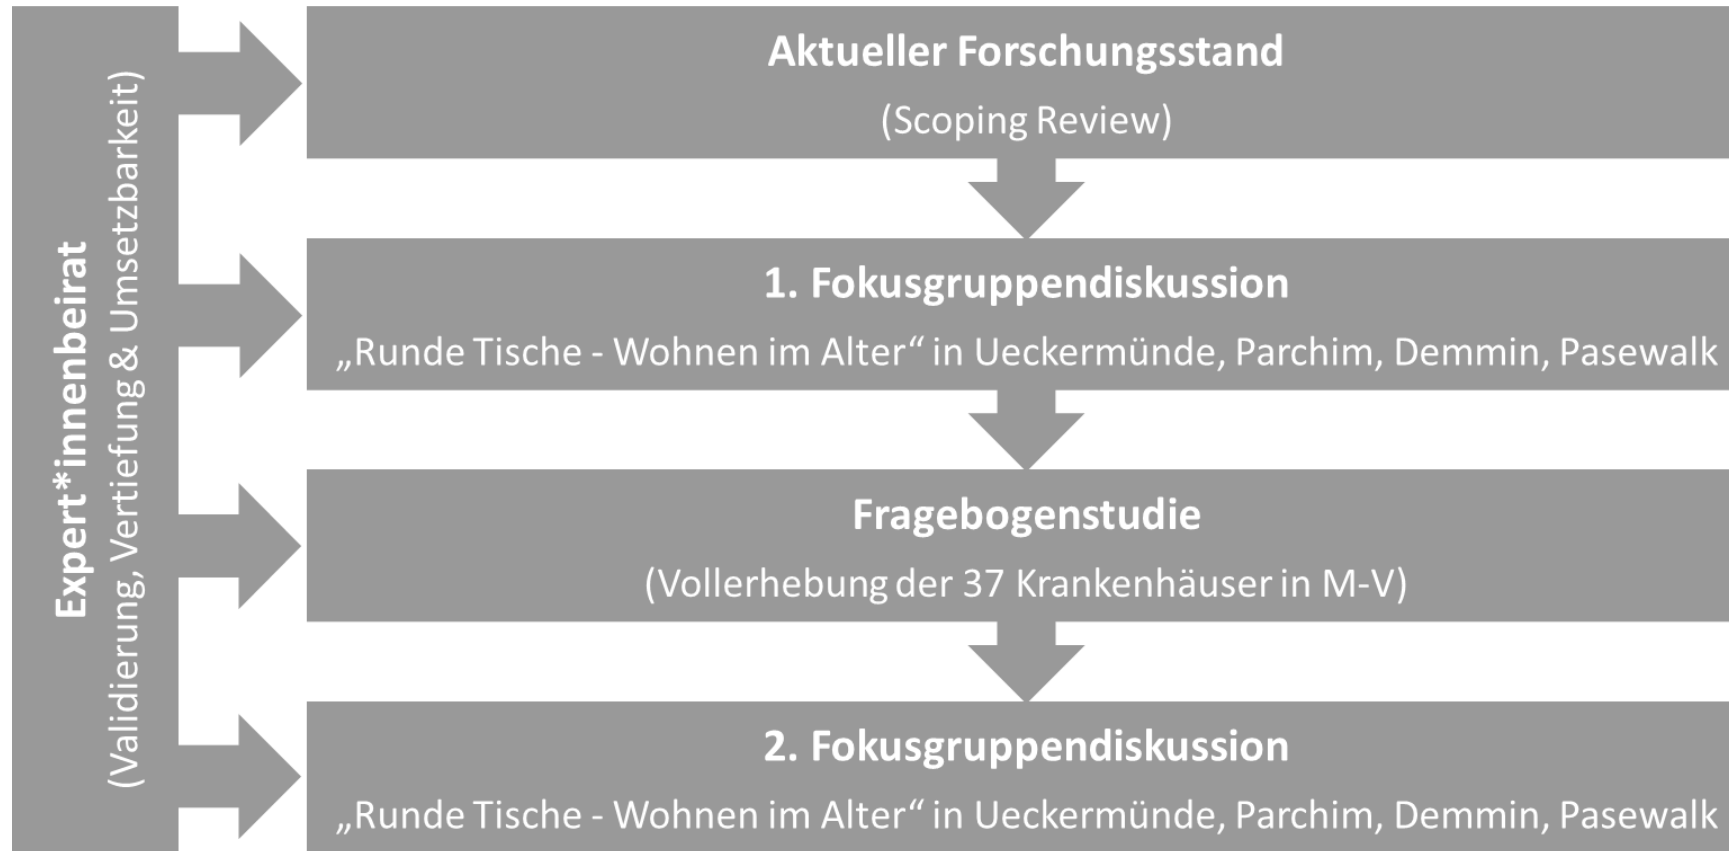 Expert*innenbeirat
(Validierung, Vertiefung & Umsetzbarkeit)
Aktueller Forschungsstand
(Scoping Review)
1. Fokusgruppendiskussion
„Runde Tische - Wohnen im Alter“ in Ueckermünde, Parchim, Demmin, Pasewalk
Fragebogenstudie
(Vollerhebung der 37 Krankenhäuser in M-V)
2. Fokusgruppendiskussion
„Runde Tische - Wohnen im Alter“ in Ueckermünde, Parchim, Demmin, Pasewalk